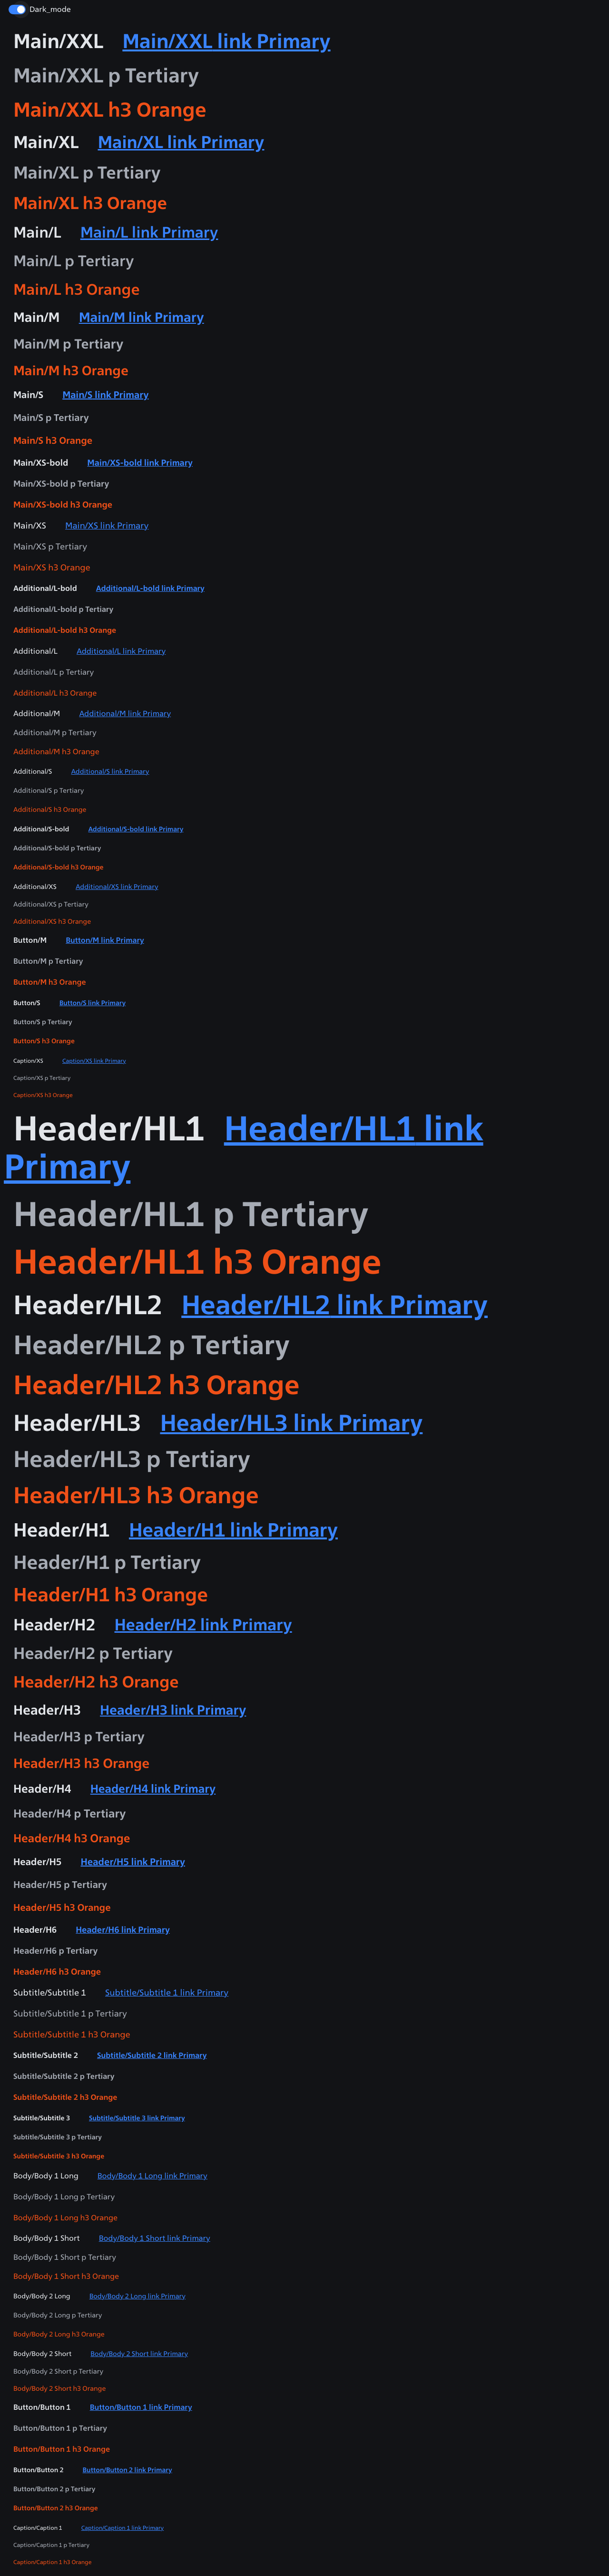 Dark_mode
Main/XXL Main/XXL link Primary
Main/XXL p Tertiary
Main/XXL h3 Orange
Main/XL Main/XL link Primary
Main/XL p Tertiary
Main/XL h3 Orange
Main/L Main/L link Primary
Main/L p Tertiary
Main/L h3 Orange
Main/M Main/M link Primary
Main/M p Tertiary
Main/M h3 Orange
Main/S Main/S link Primary
Main/S p Tertiary
Main/S h3 Orange
Main/XS-bold Main/XS-bold link Primary
Main/XS-bold p Tertiary
Main/XS-bold h3 Orange
Main/XS Main/XS link Primary
Main/XS p Tertiary
Main/XS h3 Orange
Additional/L-bold Additional/L-bold link Primary
Additional/L-bold p Tertiary
Additional/L-bold h3 Orange
Additional/L Additional/L link Primary
Additional/L p Tertiary
Additional/L h3 Orange
Additional/M Additional/M link Primary
Additional/M p Tertiary
Additional/M h3 Orange
Additional/S Additional/S link Primary
Additional/S p Tertiary
Additional/S h3 Orange
Additional/S-bold Additional/S-bold link Primary
Additional/S-bold p Tertiary
Additional/S-bold h3 Orange
Additional/XS Additional/XS link Primary
Additional/XS p Tertiary
Additional/XS h3 Orange
Button/M Button/M link Primary
Button/M p Tertiary
Button/M h3 Orange
Button/S Button/S link Primary
Button/S p Tertiary
Button/S h3 Orange
Caption/XS Caption/XS link Primary
Caption/XS p Tertiary
Caption/XS h3 Orange
Header/HL1 Header/HL1 link
Primary
Header/HL1 p Tertiary
Header/HL1 h3 Orange
Header/HL2 Header/HL2 link Primary
Header/HL2 p Tertiary
Header/HL2 h3 Orange
Header/HL3 Header/HL3 link Primary
Header/HL3 p Tertiary
Header/HL3 h3 Orange
Header/H1 Header/H1 link Primary
Header/H1 p Tertiary
Header/H1 h3 Orange
Header/H2 Header/H2 link Primary
Header/H2 p Tertiary
Header/H2 h3 Orange
Header/H3 Header/H3 link Primary
Header/H3 p Tertiary
Header/H3 h3 Orange
Header/H4 Header/H4 link Primary
Header/H4 p Tertiary
Header/H4 h3 Orange
Header/H5 Header/H5 link Primary
Header/H5 p Tertiary
Header/H5 h3 Orange
Header/H6 Header/H6 link Primary
Header/H6 p Tertiary
Header/H6 h3 Orange
Subtitle/Subtitle 1 Subtitle/Subtitle 1 link Primary
Subtitle/Subtitle 1 p Tertiary
Subtitle/Subtitle 1 h3 Orange
Subtitle/Subtitle 2 Subtitle/Subtitle 2 link Primary
Subtitle/Subtitle 2 p Tertiary
Subtitle/Subtitle 2 h3 Orange
Subtitle/Subtitle 3 Subtitle/Subtitle 3 link Primary
Subtitle/Subtitle 3 p Tertiary
Subtitle/Subtitle 3 h3 Orange
Body/Body 1 Long Body/Body 1 Long link Primary
Body/Body 1 Long p Tertiary
Body/Body 1 Long h3 Orange
Body/Body 1 Short Body/Body 1 Short link Primary
Body/Body 1 Short p Tertiary
Body/Body 1 Short h3 Orange
Body/Body 2 Long Body/Body 2 Long link Primary
Body/Body 2 Long p Tertiary
Body/Body 2 Long h3 Orange
Body/Body 2 Short Body/Body 2 Short link Primary
Body/Body 2 Short p Tertiary
Body/Body 2 Short h3 Orange
Button/Button 1 Button/Button 1 link Primary
Button/Button 1 p Tertiary
Button/Button 1 h3 Orange
Button/Button 2 Button/Button 2 link Primary
Button/Button 2 p Tertiary
Button/Button 2 h3 Orange
Caption/Caption 1 Caption/Caption 1 link Primary
Caption/Caption 1 p Tertiary
Caption/Caption 1 h3 Orange